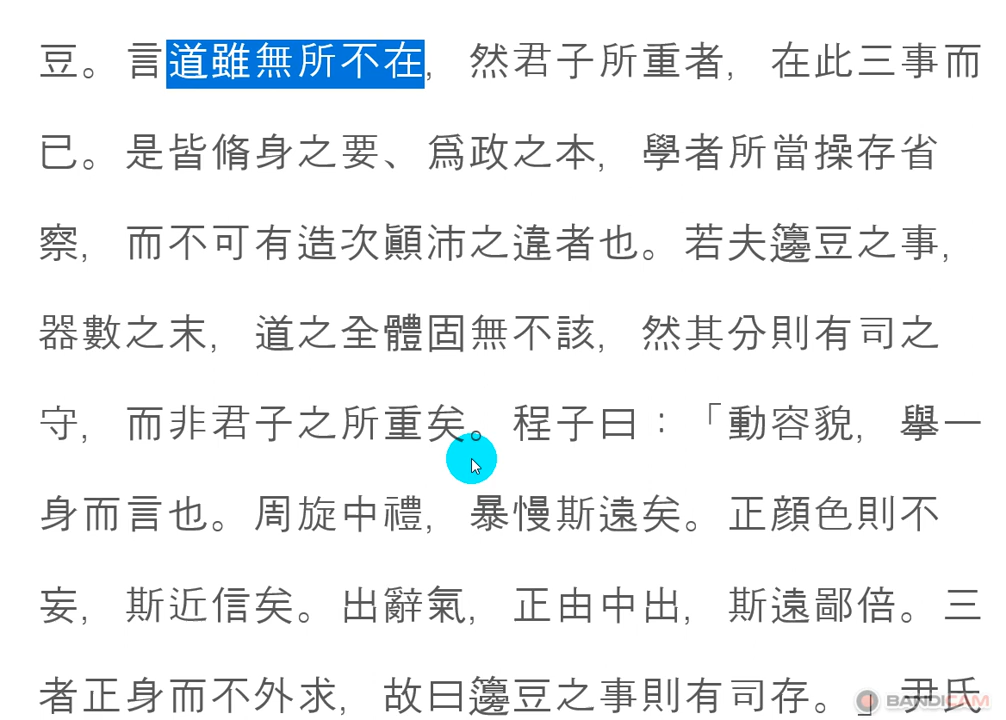 豆。言道雖無所不在，然君子所重者，在此三事而
已。是皆脩身之要、爲政之本，學者所當操存省
察，而不可有造次顚沛之違者也。若夫籩豆之事，
器數之末，道之全體固無不該，然其分則有司之
守，而非君子之所重矣。程子曰：「動容貌，舉一
身而言也。周旋中禮，暴慢斯遠矣。正顔色則不
妄，斯近信矣。出辭氣，正由中出，斯遠鄙倍。三
者正身而不外求，故曰籩豆之事則有司存。」尹氏
BANDICAM